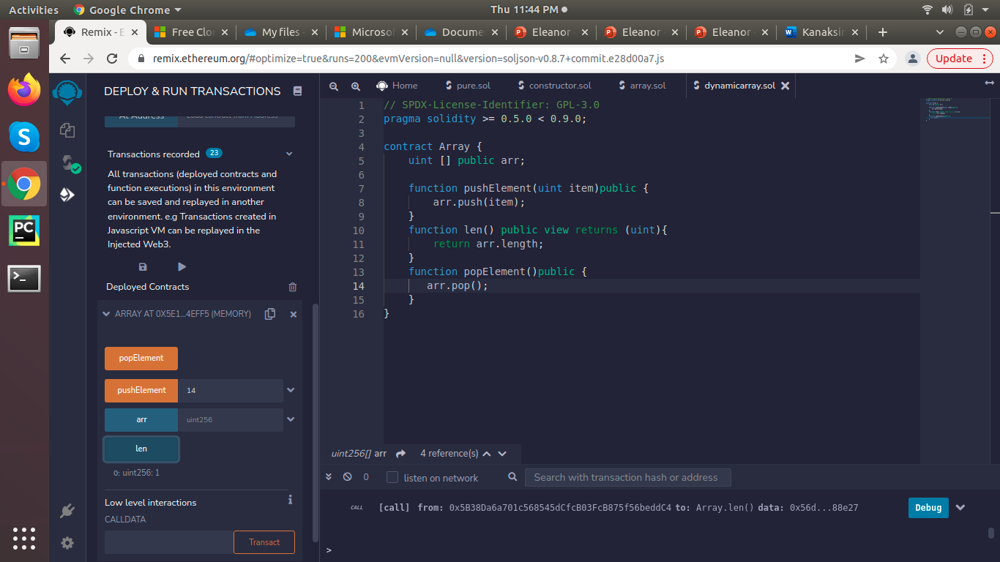 Activities
Google Chrome
Thu 11:44 PM
Remix - E
Free Clou
My files -
Microsof
Docume
Eleanor
Eleanor
Eleanor
Kanaksir
remix.ethereum.org/#optimize=true&runs=200&evmVersion=null&version=soljson-v0.8.7+commit.e28d00a7.js
Update
DEPLOY & RUN TRANSACTIONS
At Address
Load contract from Address
Transactions recorded 23
All transactions (deployed contracts and
function executions) in this environment
can be saved and replayed in another
environment. e.g Transactions created in
Javascript VM can be replayed in the
Injected Web3.
Deployed Contracts
ARRAY AT 0X5E1...4EFF5 (MEMORY)
popElement
pushElement 14
arr uint256
len
0: uint256: 1
Low level interactions
CALLDATA
Transact
Home
pure.sol
constructor.sol
array.sol
dynamicarray.sol
1 // SPDX-License-Identifier: GPL-3.0
2 pragma solidity >= 0.5.0 < 0.9.0;
3
4 contract Array {
5 uint [] public arr;
6
7 function pushElement(uint item)public {
8 arr.push(item);
9 }
10 function len() public view returns (uint){
11 return arr.length;
12 }
13 function popElement()public {
14 arr.pop();
15 }
16 }
uint256[] arr 4 reference(s)
0 listen on network Search with transaction hash or address
CALL [call] from: 0x5B38Da6a701c568545dCfcB03FcB875f56beddC4 to: Array.len() data: 0x56d...88e27 Debug
>
PC